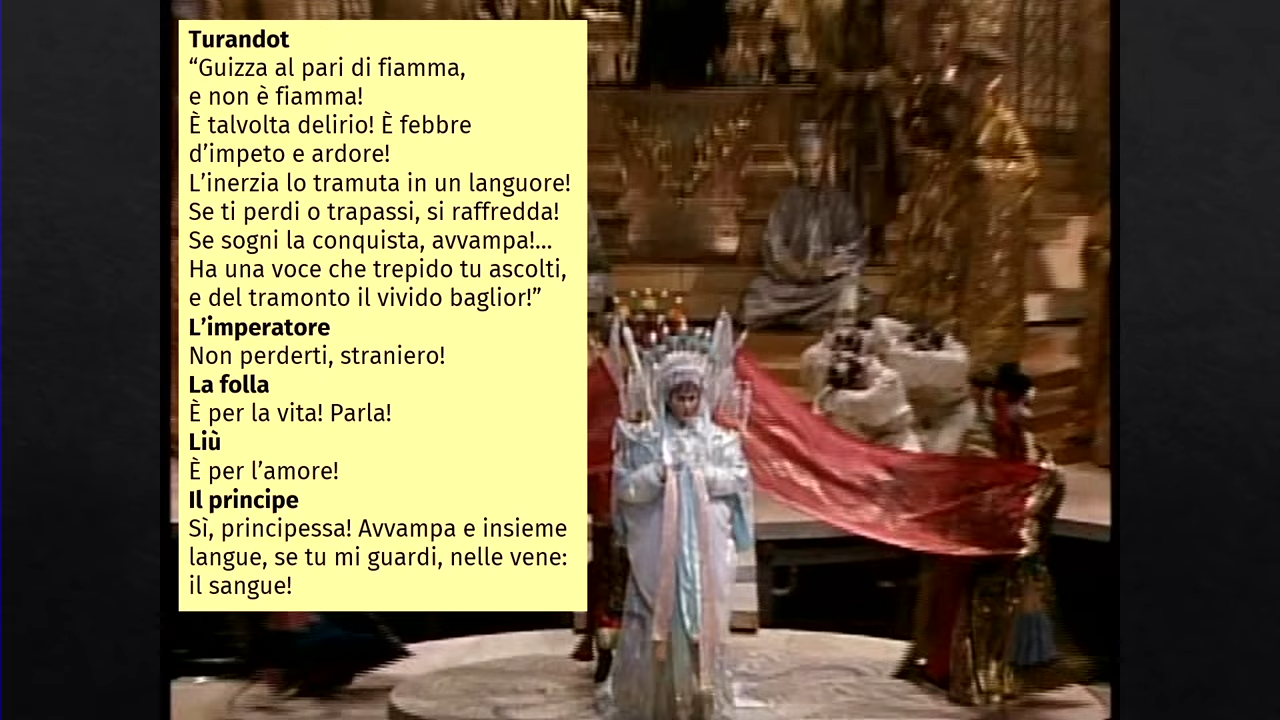 Turandot
“Guizza al pari di fiamma,
e non è fiamma!
È talvolta delirio! È febbre
d’impeto e ardore!
L’inerzia lo tramuta in un languore!
Se ti perdi o trapassi, si raffredda!
Se sogni la conquista, avvampa!...
Ha una voce che trepido tu ascolti,
e del tramonto il vivido baglior!”
L’imperatore
Non perderti, straniero!
La folla
È per la vita! Parla!
Liù
È per l’amore!
Il principe
Sì, principessa! Avvampa e insieme
langue, se tu mi guardi, nelle vene:
il sangue!